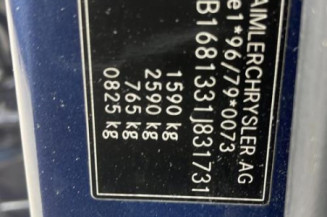 AIMLERCHRYSLER AG
e1*96/79*0073
B1681331J831731
1590 kg
2590 kg
765 kg
0825 kg